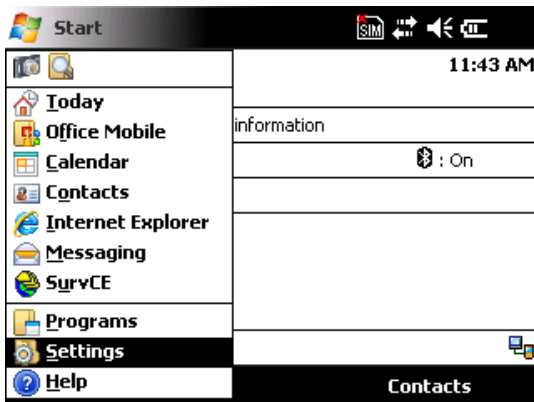 Start
SIM
11:43 AM
Today
Office Mobile
information
Calendar
: On
Contacts
Internet Explorer
Messaging
SurvCE
Programs
Settings
Help
Contacts